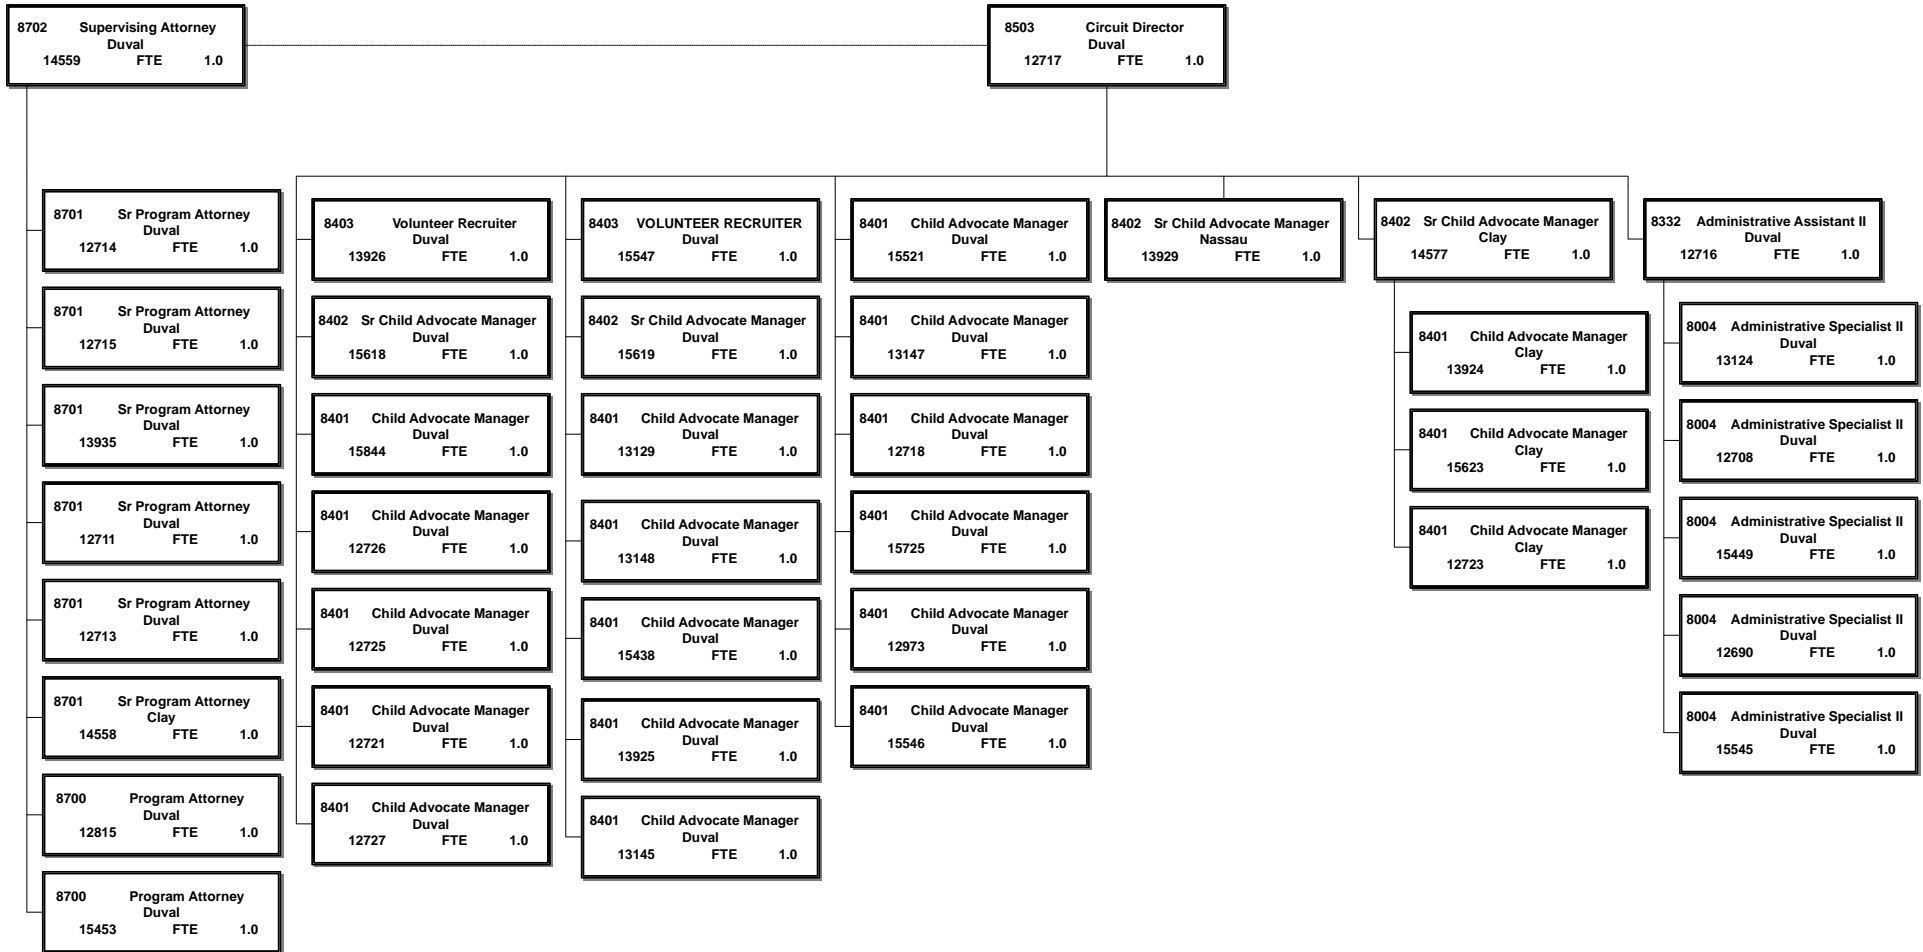 8702 Supervising Attorney
Duval
14559 FTE 1.0
8503 Circuit Director
Duval
12717 FTE 1.0
8701 Sr Program Attorney
Duval
12714 FTE 1.0
8701 Sr Program Attorney
Duval
12715 FTE 1.0
8701 Sr Program Attorney
Duval
13935 FTE 1.0
8701 Sr Program Attorney
Duval
12711 FTE 1.0
8701 Sr Program Attorney
Duval
12713 FTE 1.0
8701 Sr Program Attorney
Clay
14558 FTE 1.0
8700 Program Attorney
Duval
12815 FTE 1.0
8700 Program Attorney
Duval
15453 FTE 1.0
8403 Volunteer Recruiter
Duval
13926 FTE 1.0
8402 Sr Child Advocate Manager
Duval
15618 FTE 1.0
8401 Child Advocate Manager
Duval
15844 FTE 1.0
8401 Child Advocate Manager
Duval
12726 FTE 1.0
8401 Child Advocate Manager
Duval
12725 FTE 1.0
8401 Child Advocate Manager
Duval
12721 FTE 1.0
8401 Child Advocate Manager
Duval
12727 FTE 1.0
8403 VOLUNTEER RECRUITER
Duval
15547 FTE 1.0
8402 Sr Child Advocate Manager
Duval
15619 FTE 1.0
8401 Child Advocate Manager
Duval
13129 FTE 1.0
8401 Child Advocate Manager
Duval
13148 FTE 1.0
8401 Child Advocate Manager
Duval
15438 FTE 1.0
8401 Child Advocate Manager
Duval
13925 FTE 1.0
8401 Child Advocate Manager
Duval
13145 FTE 1.0
8401 Child Advocate Manager
Duval
15521 FTE 1.0
8401 Child Advocate Manager
Duval
13147 FTE 1.0
8401 Child Advocate Manager
Duval
12718 FTE 1.0
8401 Child Advocate Manager
Duval
15725 FTE 1.0
8401 Child Advocate Manager
Duval
12973 FTE 1.0
8401 Child Advocate Manager
Duval
15546 FTE 1.0
8402 Sr Child Advocate Manager
Nassau
13929 FTE 1.0
8402 Sr Child Advocate Manager
Clay
14577 FTE 1.0
8401 Child Advocate Manager
Clay
13924 FTE 1.0
8401 Child Advocate Manager
Clay
15623 FTE 1.0
8401 Child Advocate Manager
Clay
12723 FTE 1.0
8332 Administrative Assistant II
Duval
12716 FTE 1.0
8004 Administrative Specialist II
Duval
13124 FTE 1.0
8004 Administrative Specialist II
Duval
12708 FTE 1.0
8004 Administrative Specialist II
Duval
15449 FTE 1.0
8004 Administrative Specialist II
Duval
12690 FTE 1.0
8004 Administrative Specialist II
Duval
15545 FTE 1.0